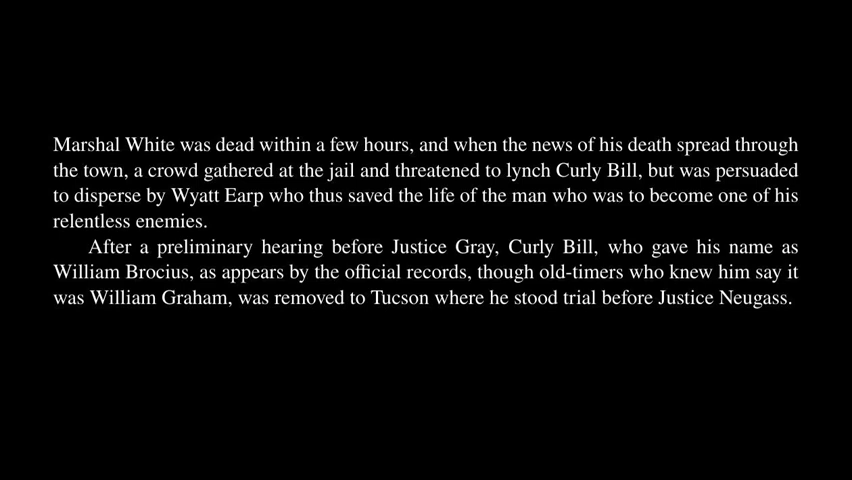 Marshal White was dead within a few hours, and when the news of his death spread through
the town, a crowd gathered at the jail and threatened to lynch Curly Bill, but was persuaded
to disperse by Wyatt Earp who thus saved the life of the man who was to become one of his
relentless enemies.
After a preliminary hearing before Justice Gray, Curly Bill, who gave his name as
William Brocius, as appears by the official records, though old-timers who knew him say it
was William Graham, was removed to Tucson where he stood trial before Justice Neugass.